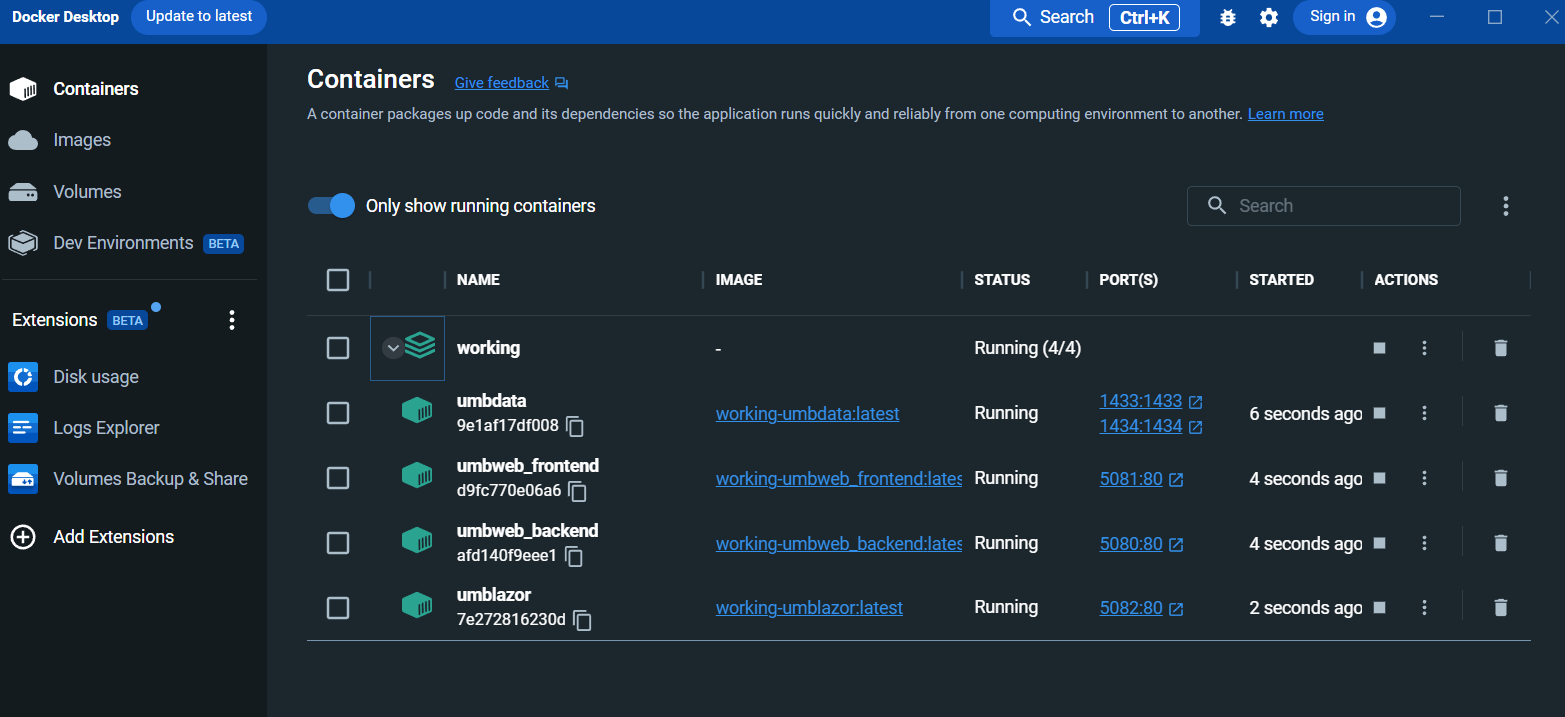 Docker Desktop Update to latest Search Ctrl+K Sign in
Containers
Images
Volumes
Dev Environments BETA
Extensions BETA
Disk usage
Logs Explorer
Volumes Backup & Share
Add Extensions
Containers Give feedback
A container packages up code and its dependencies so the application runs quickly and reliably from one computing environment to another. Learn more
Only show running containers Search
NAME IMAGE STATUS PORT(S) STARTED ACTIONS
working - Running (4/4)
umbdata
9e1af17df008 working-umbdata:latest Running 1433:1433 6 seconds ago
1434:1434
umbweb_frontend
d9fc770e06a6 working-umbweb_frontend:lates Running 5081:80 4 seconds ago
umbweb_backend
afd140f9eee1 working-umbweb_backend:lates Running 5080:80 4 seconds ago
umblazor
7e272816230d working-umblazor:latest Running 5082:80 2 seconds ago